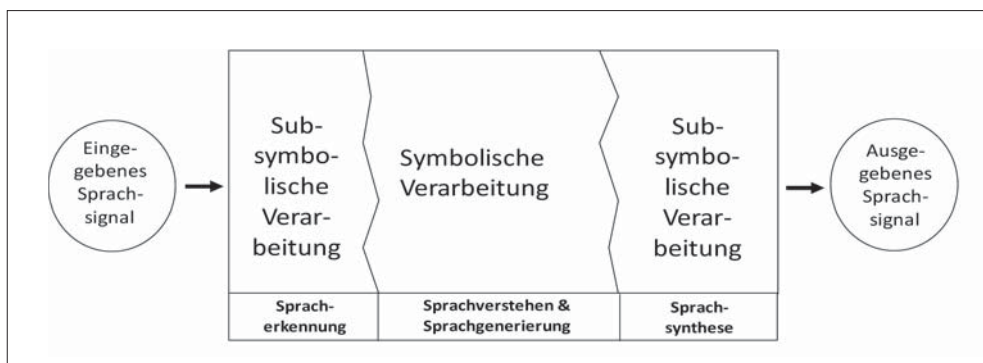 Einge-
gebenes
Sprach-
signal
Sub-
symbo-
lische
Verar-
beitung
Symbolische
Verarbeitung
Sub-
symbo-
lische
Verar-
beitung
Ausge-
gebenes
Sprach-
signal
Sprach-
erkennung
Sprachverstehen &
Sprachgenerierung
Sprach-
synthese